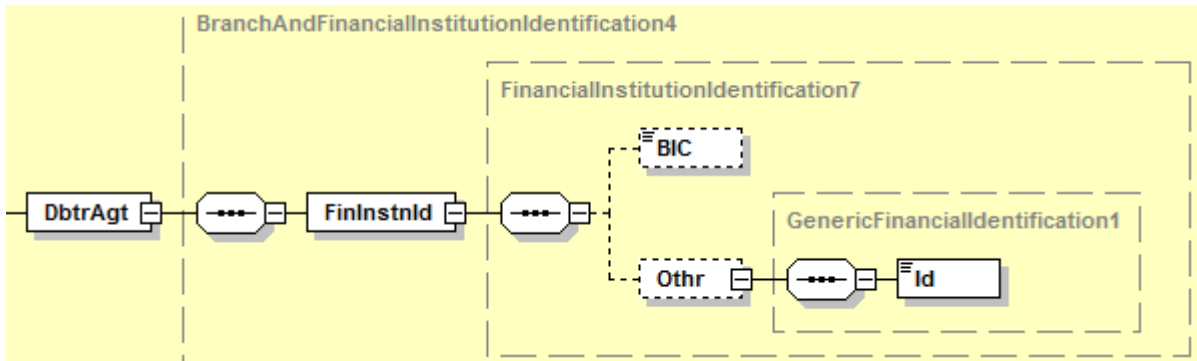 BranchAndFinancialInstitutionIdentification4
FinancialInstitutionIdentification7
BIC
DbtrAgt
FinInstnId
GenericFinancialIdentification1
Othr
Id